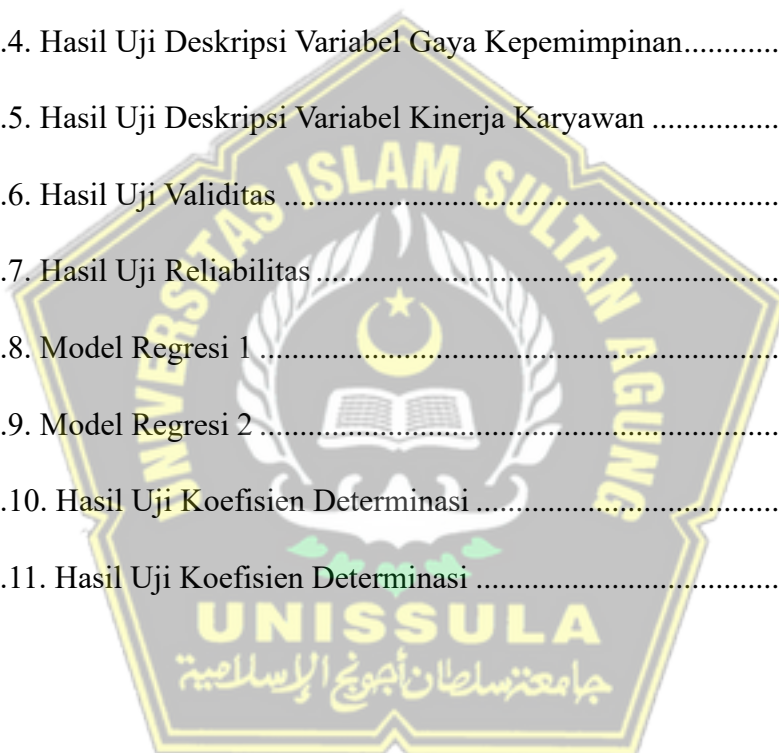 .4. Hasil Uji Deskripsi Variabel Gaya Kepemimpinan............
.5. Hasil Uji Deskripsi Variabel Kinerja Karyawan ................
.6. Hasil Uji Validitas ................................................................
.7. Hasil Uji Reliabilitas ............................................................
.8. Model Regresi 1 ..................................................................
.9. Model Regresi 2 ..................................................................
.10. Hasil Uji Koefisien Determinasi ......................................
.11. Hasil Uji Koefisien Determinasi ......................................
UNIVERSITAS ISLAM SULTAN AGUNG
UNISSULA
جامعتنسلطان أجونج الإسلامية